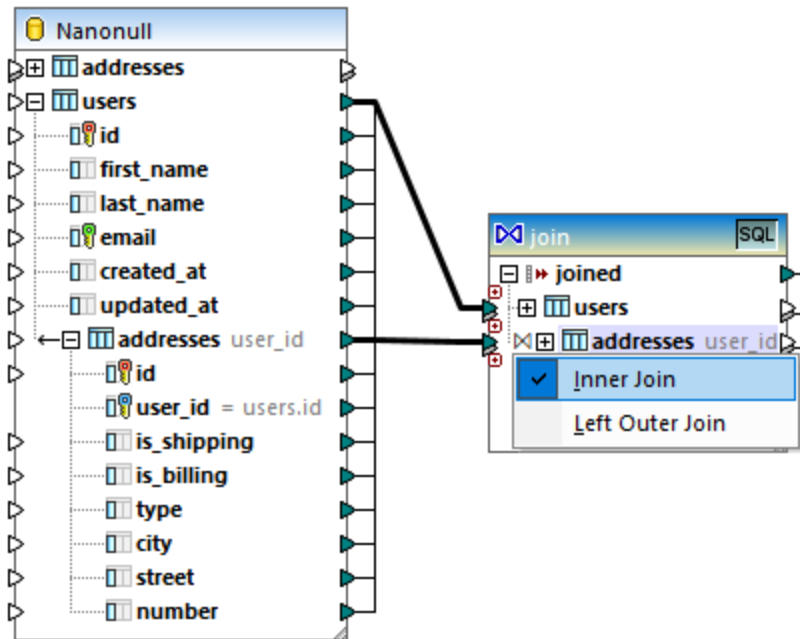 Nanonull
addresses
users
id
first_name
last_name
email
created_at
updated_at
addresses user_id
id
user_id = users.id
is_shipping
is_billing
type
city
street
number
join SQL
joined
users
addresses user_id
Inner Join
Left Outer Join